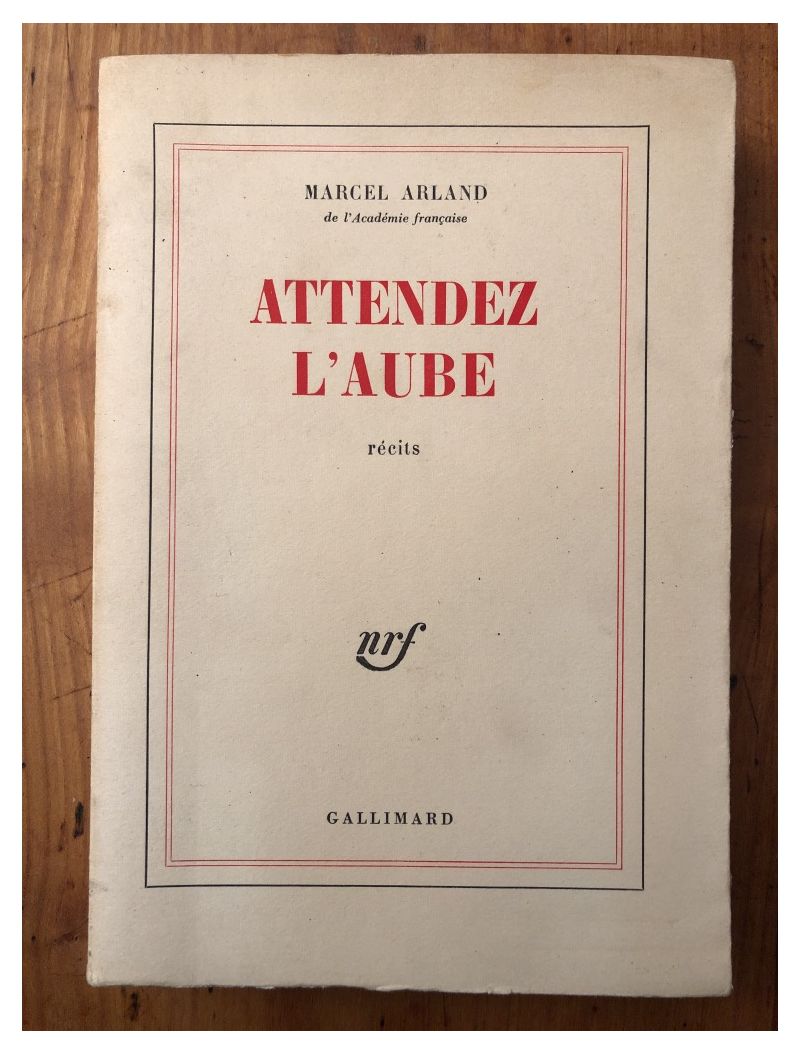 MARCEL ARLAND
de l'Académie française
ATTENDEZ
L'AUBE
récits
nrf
GALLIMARD